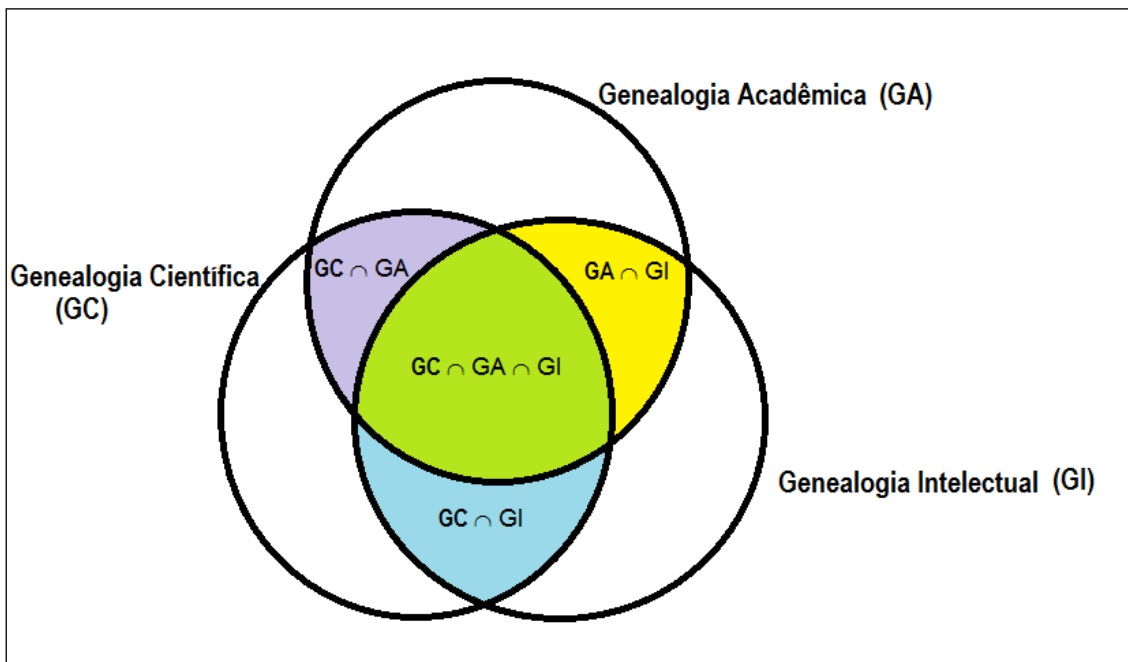 Genealogia Acadêmica (GA)
GC ∩ GA
GA ∩ GI
Genealogia Científica
(GC)
GC ∩ GA ∩ GI
Genealogia Intelectual (GI)
GC ∩ GI